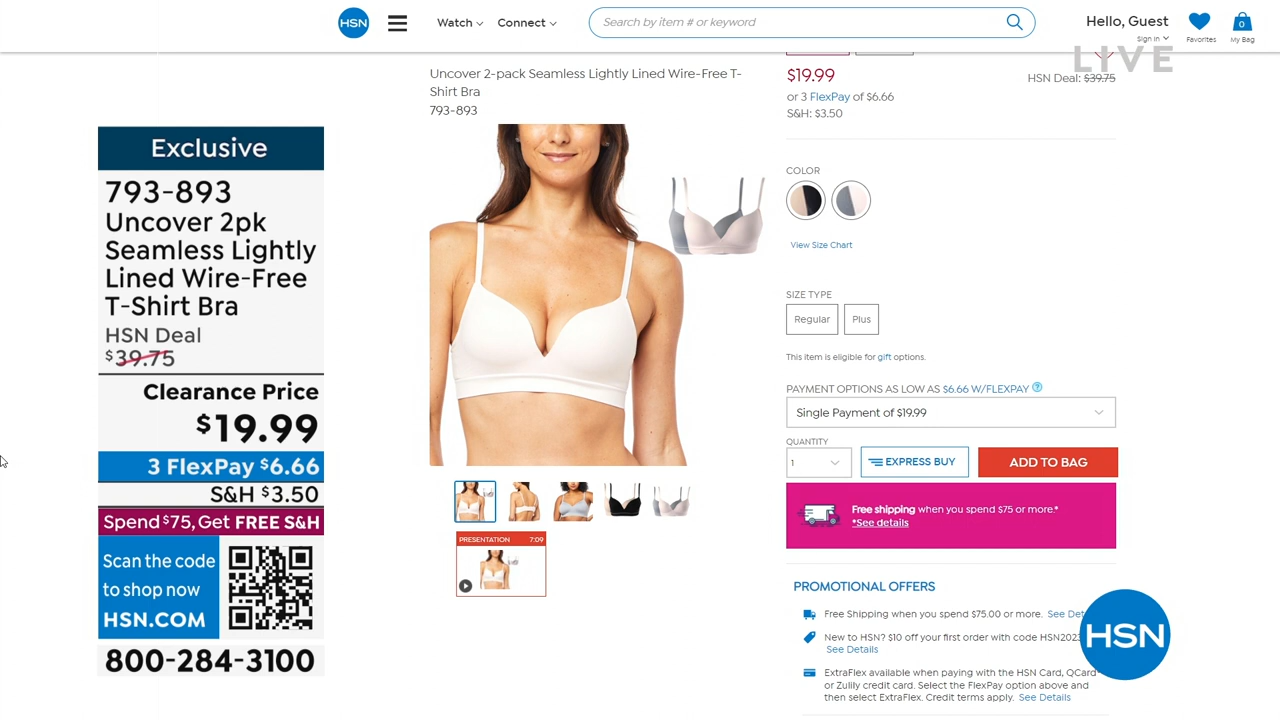 HSN
Watch
Connect
Search by item # or keyword
Hello, Guest
Sign in
Favorites
0
My Bag
LIVE
Uncover 2-pack Seamless Lightly Lined Wire-Free T-
Shirt Bra
793-893
$19.99
HSN Deal: $39.75
or 3 FlexPay of $6.66
S&H: $3.50
Exclusive
793-893
Uncover 2pk
Seamless Lightly
Lined Wire-Free
T-Shirt Bra
HSN Deal
$39.75
Clearance Price
$19.99
3 FlexPay $6.66
S&H $3.50
Spend $75, Get FREE S&H
Scan the code
to shop now
HSN.COM
800-284-3100
PRESENTATION 7:09
COLOR
View Size Chart
SIZE TYPE
Regular
Plus
This item is eligible for gift options.
PAYMENT OPTIONS AS LOW AS $6.66 W/FLEXPAY ?
Single Payment of $19.99
QUANTITY
1
EXPRESS BUY
ADD TO BAG
Free shipping when you spend $75 or more.*
*See details
PROMOTIONAL OFFERS
Free Shipping when you spend $75.00 or more. See Det
New to HSN? $10 off your first order with code HSN2023
See Details
ExtraFlex available when paying with the HSN Card, QCard
or Zulily credit card. Select the FlexPay option above and
then select ExtraFlex. Credit terms apply. See Details
HSN